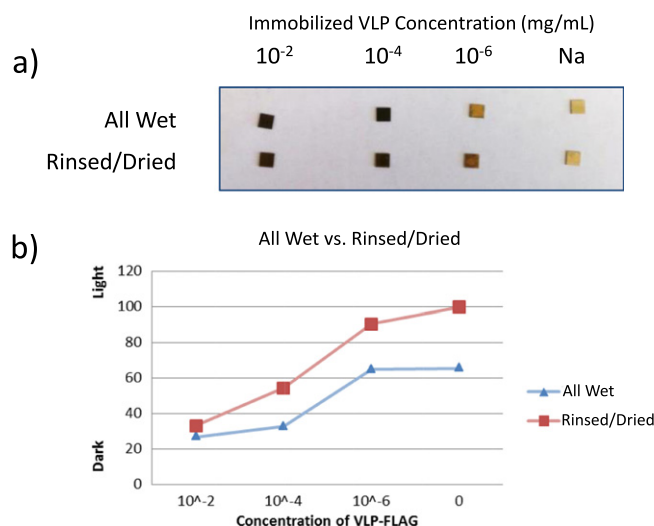 Immobilized VLP Concentration (mg/mL)
a)
10-2 10-4 10-6 Na
All Wet
Rinsed/Dried
b)
All Wet vs. Rinsed/Dried
Light
Dark
120
100
80
60
40
20
0
10^-2 10^-4 10^-6 0
Concentration of VLP-FLAG
All Wet
Rinsed/Dried